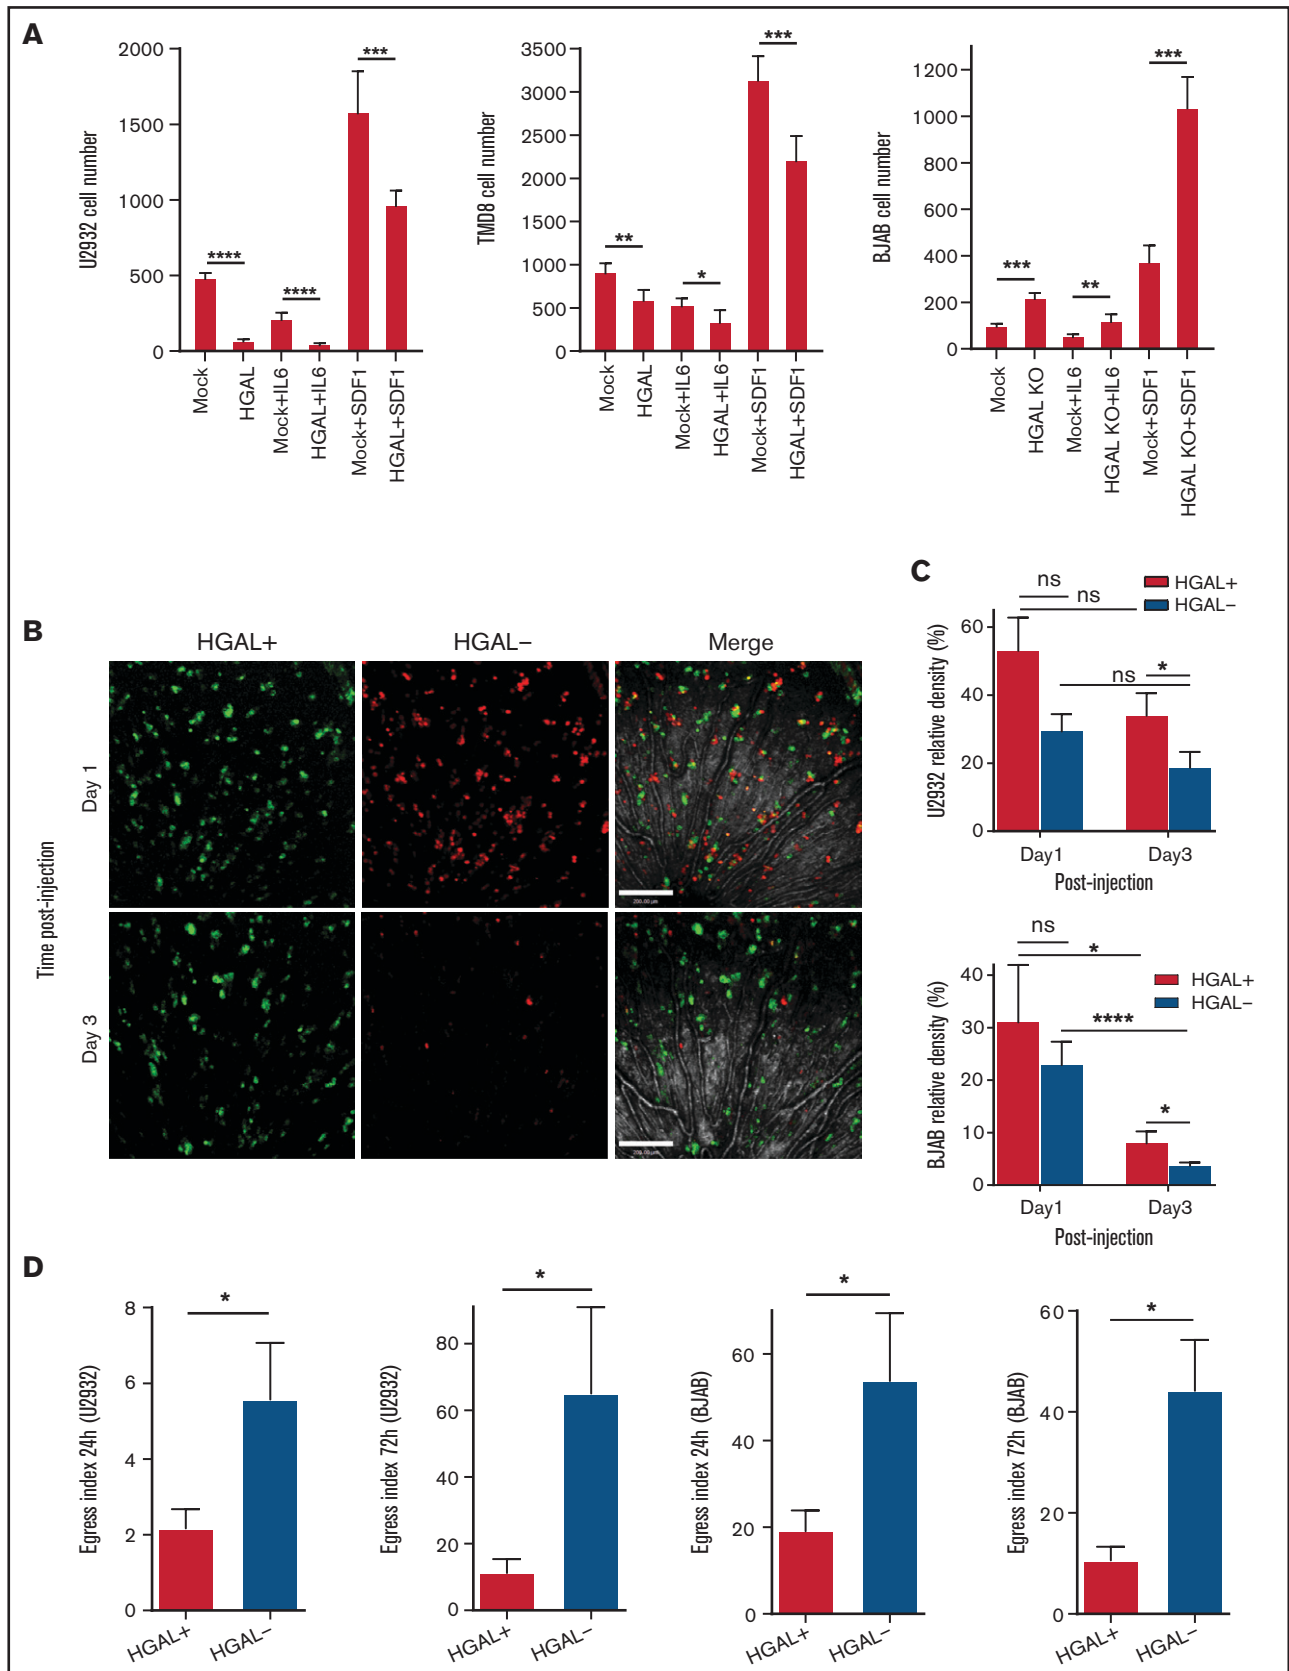 A
U2932 cell number
2000
1500
1000
500
0
****
****
***
Mock
HGAL
Mock+IL6
HGAL+IL6
Mock+SDF1
HGAL+SDF1
TMD8 cell number
3500
3000
2500
2000
1500
1000
500
0
**
*
***
Mock
HGAL
Mock+IL6
HGAL+IL6
Mock+SDF1
HGAL+SDF1
BJAB cell number
1200
1000
800
600
400
200
0
***
**
***
Mock
HGAL KO
Mock+IL6
HGAL KO+IL6
Mock+SDF1
HGAL KO+SDF1
B
HGAL+
HGAL–
Merge
Time post-injection
Day 1
Day 3
200.00 μm
200.00 μm
C
HGAL+
HGAL–
U2932 relative density (%)
60
40
20
0
ns
ns
ns
*
Day1
Day3
Post-injection
HGAL+
HGAL–
BJAB relative density (%)
40
30
20
10
0
ns
*
****
*
Day1
Day3
Post-injection
D
Egress index 24h (U2932)
8
6
4
2
0
*
HGAL+
HGAL–
Egress index 72h (U2932)
80
60
40
20
0
*
HGAL+
HGAL–
Egress index 24h (BJAB)
60
40
20
0
*
HGAL+
HGAL–
Egress index 72h (BJAB)
60
40
20
0
*
HGAL+
HGAL–